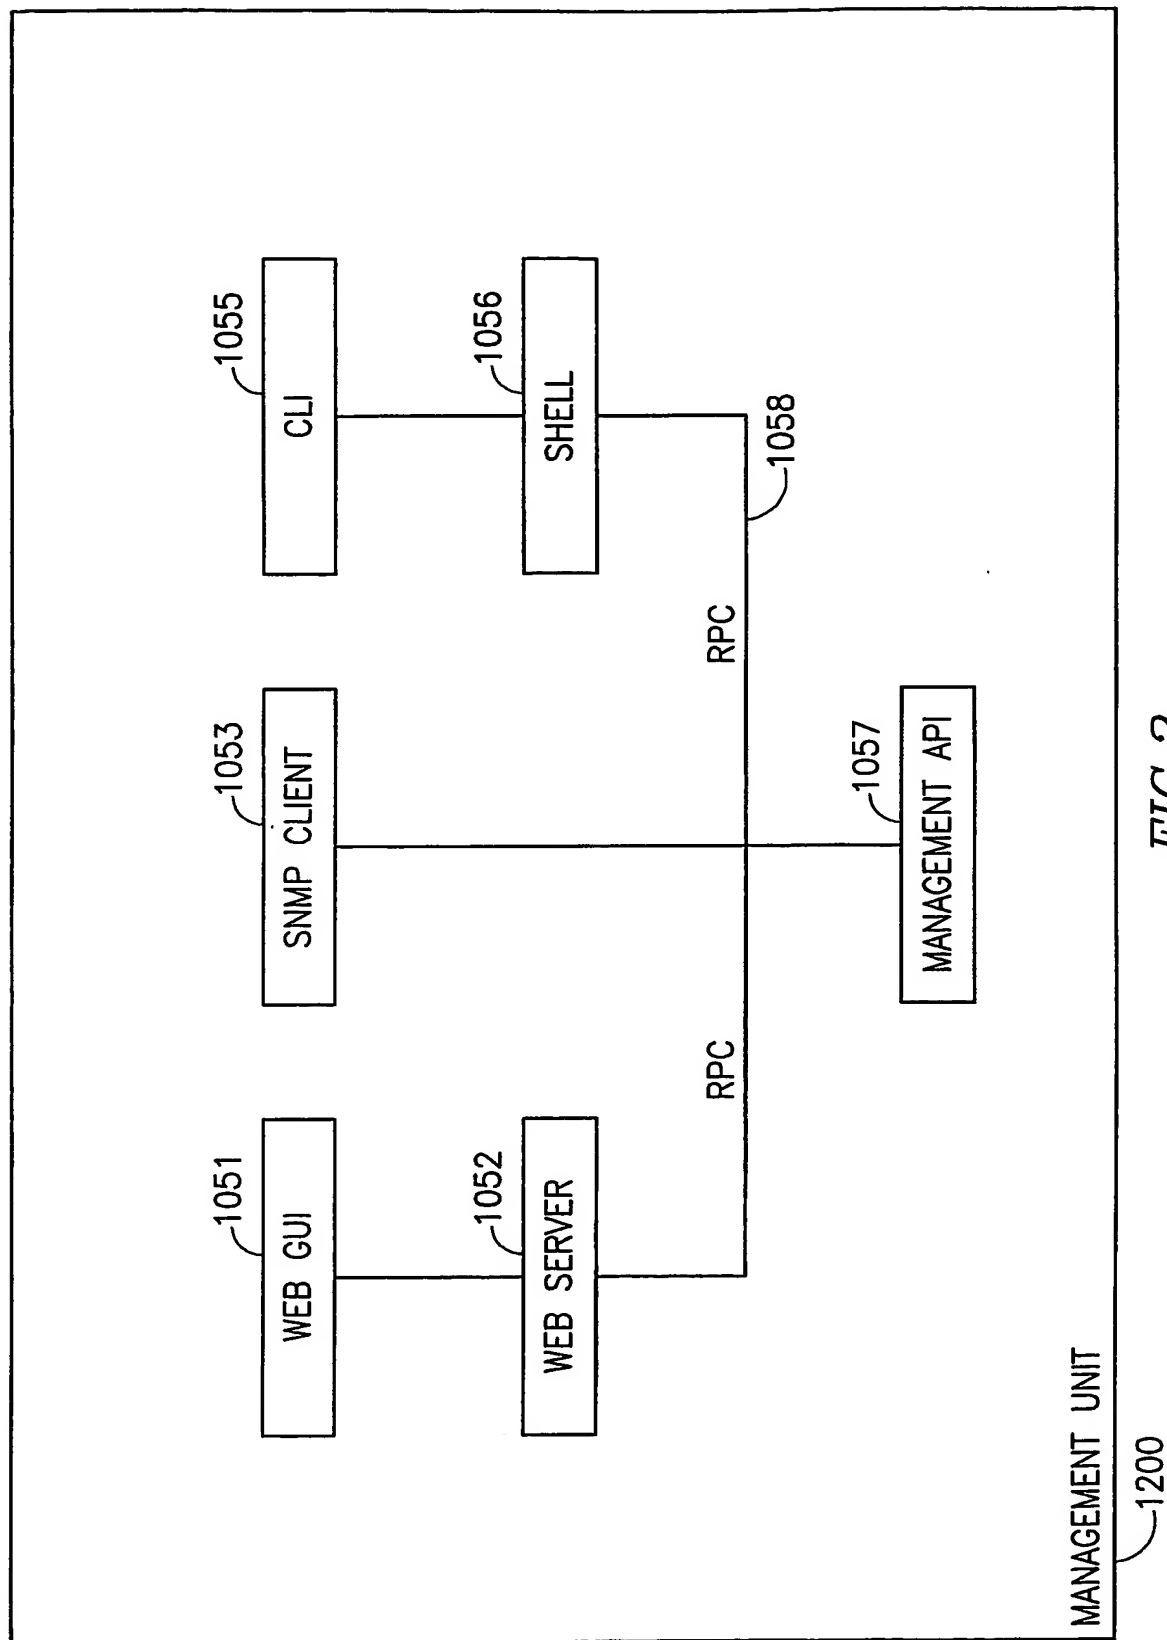 1051
1053
1055
WEB GUI
SNMP CLIENT
CLI
1052
1056
WEB SERVER
SHELL
RPC
RPC
1058
1057
MANAGEMENT API
MANAGEMENT UNIT
1200
FIG